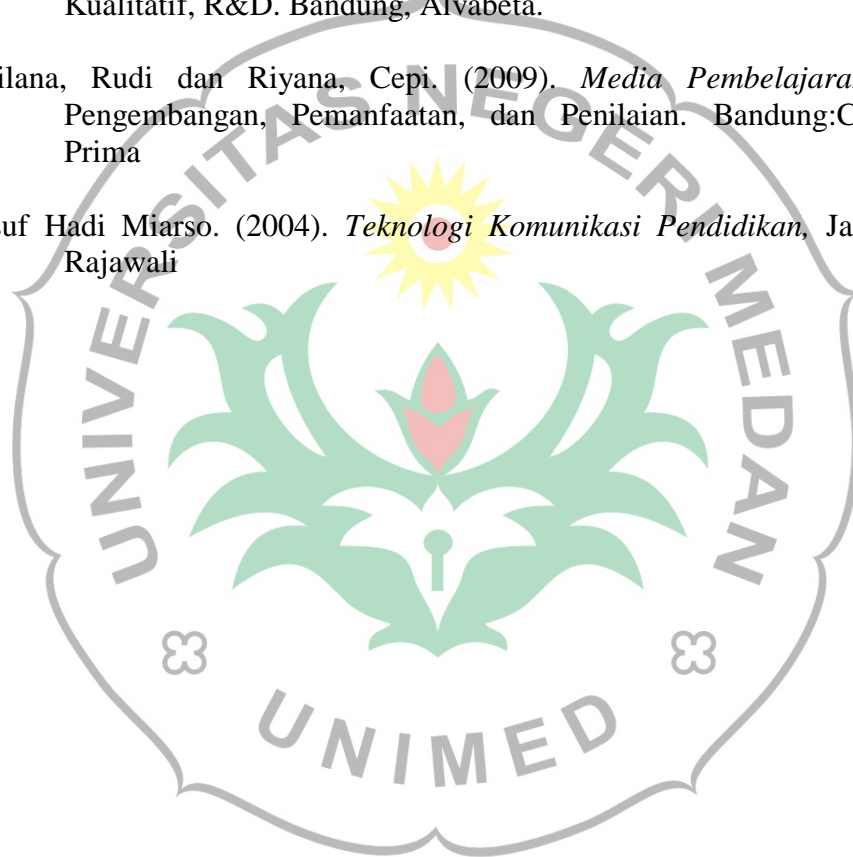 Kualitatif, R&D. Bandung, Alvabeta.
ilana, Rudi dan Riyana, Cepi. (2009). Media Pembelajaran
Pengembangan, Pemanfaatan, dan Penilaian. Bandung:C
Prima
suf Hadi Miarso. (2004). Teknologi Komunikasi Pendidikan, Ja
Rajawali
UNIVERSITAS NEGERI MEDAN
UNIMED